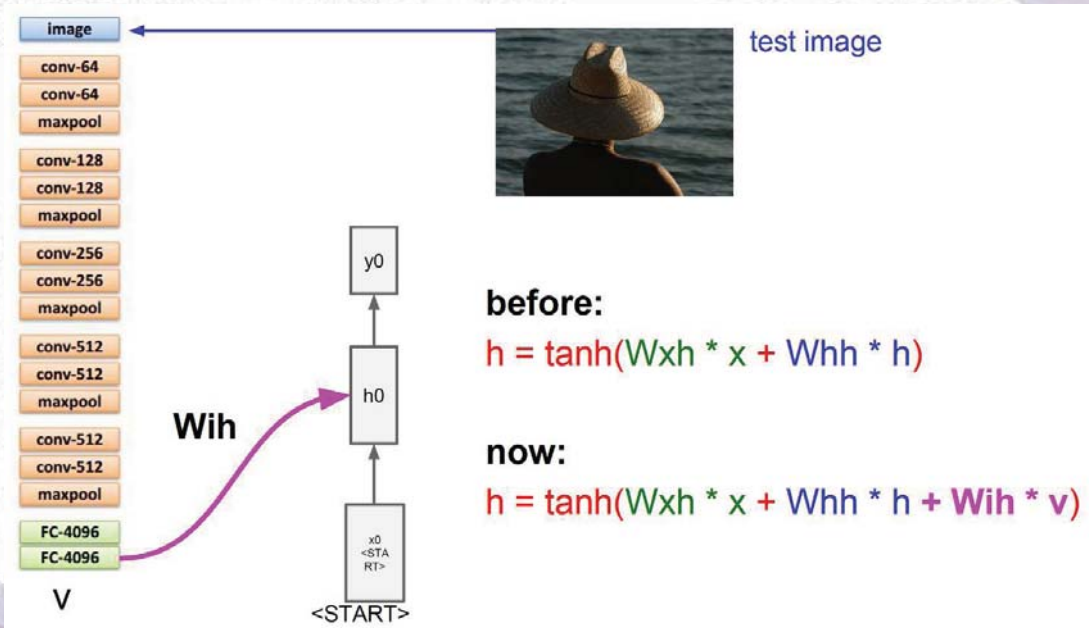 image
test image
conv-64
conv-64
maxpool
conv-128
conv-128
maxpool
conv-256
conv-256
maxpool
conv-512
conv-512
maxpool
conv-512
conv-512
maxpool
FC-4096
FC-4096
V
Wih
y0
h0
x0
<STA
RT>
<START>
before:
h = tanh(Wxh * x + Whh * h)
now:
h = tanh(Wxh * x + Whh * h + Wih * v)